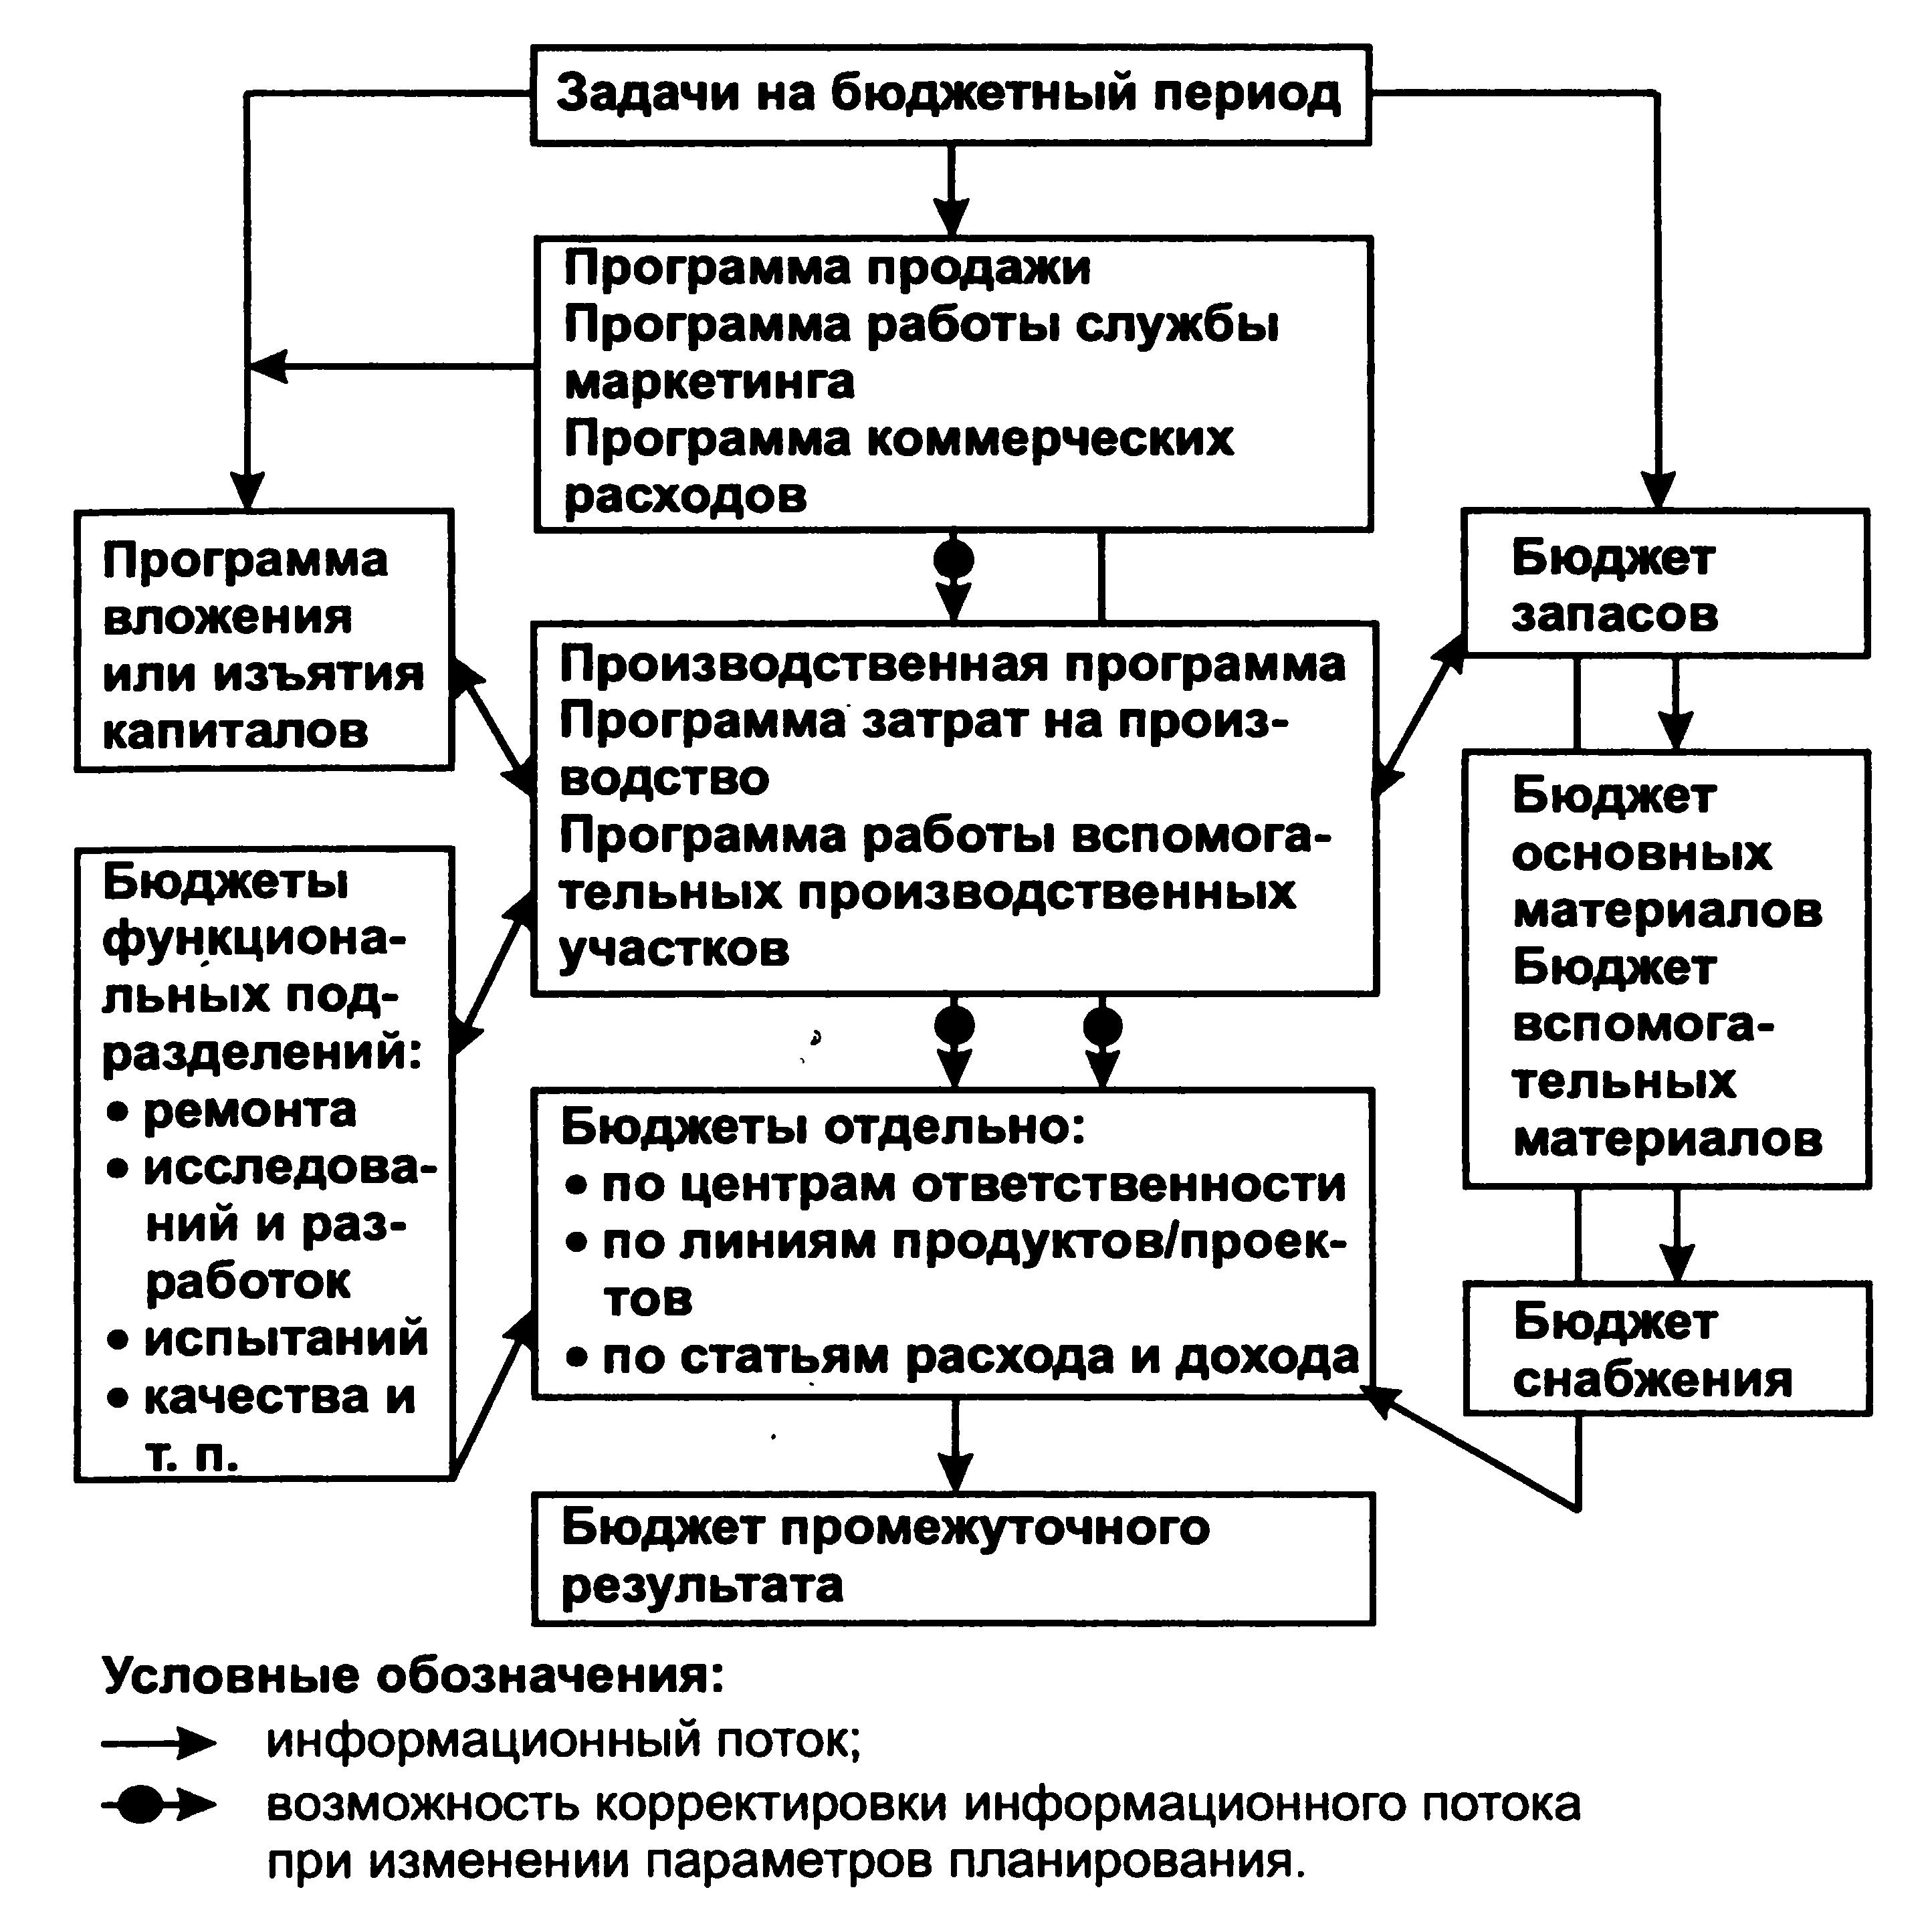 Задачи на бюджетный период
Программа продажи
Программа работы службы
маркетинга
Программа коммерческих
расходов
Программа
вложения
или изъятия
капиталов
Бюджет
запасов
Производственная программа
Программа затрат на произ-
водство
Программа работы вспомога-
тельных производственных
участков
Бюджет
основных
материалов
Бюджет
вспомога-
тельных
материалов
Бюджеты
функциона-
льных под-
разделений:
• ремонта
• исследова-
ний и раз-
работок
• испытаний
• качества и
т. п.
Бюджеты отдельно:
• по центрам ответственности
• по линиям продуктов/проек-
тов
• по статьям расхода и дохода
Бюджет
снабжения
Бюджет промежуточного
результата
Условные обозначения:
информационный поток;
возможность корректировки информационного потока
при изменении параметров планирования.